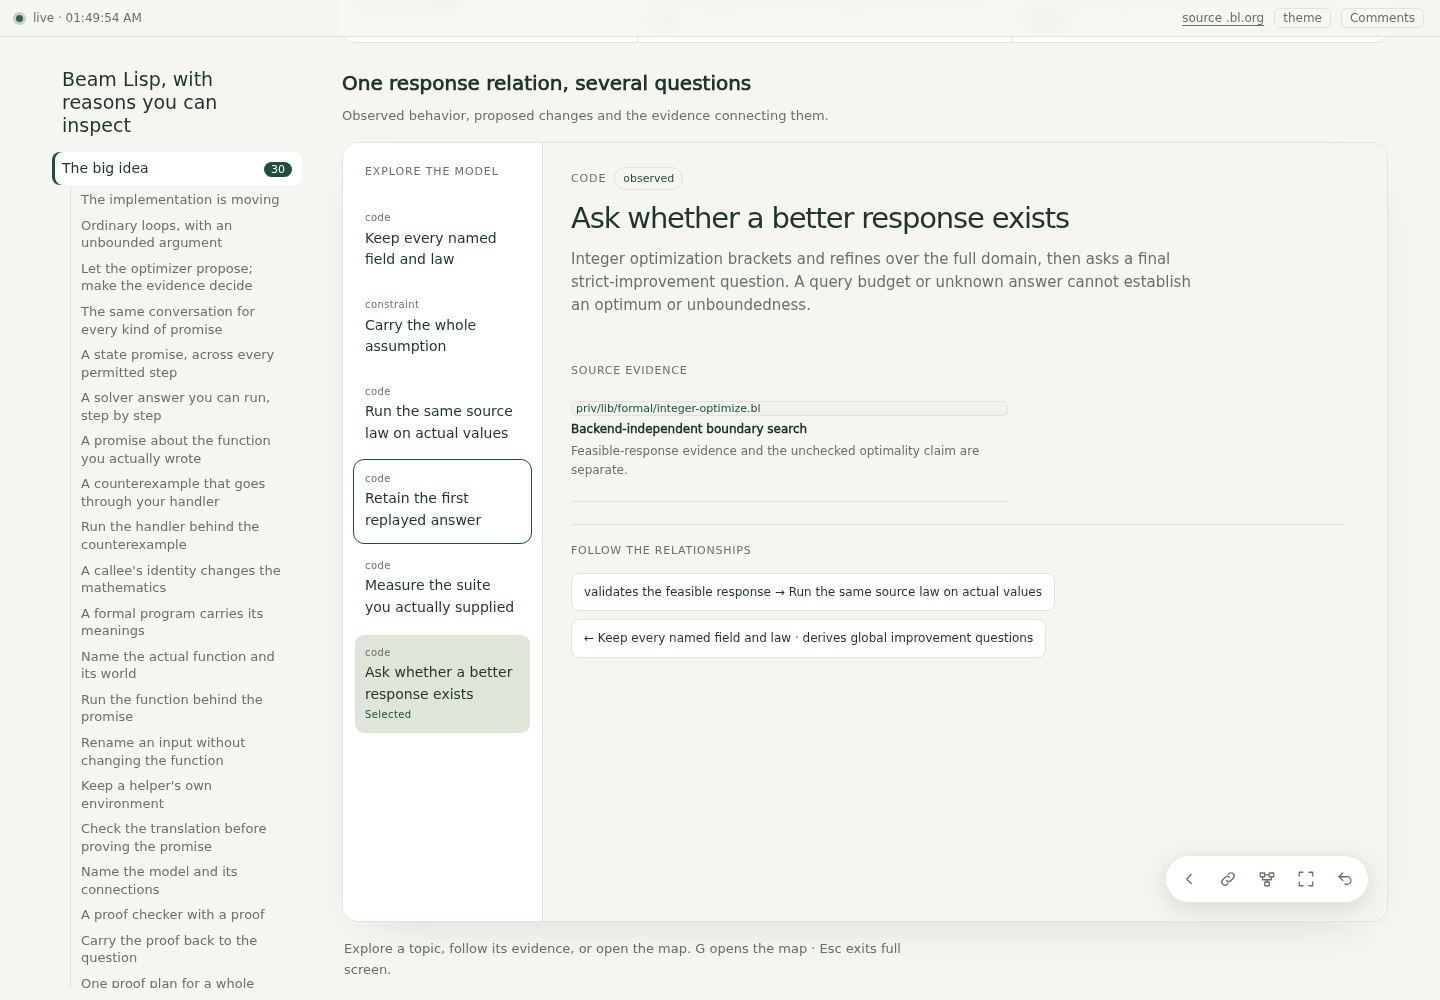 live · 01:49:54 AM
source .bl.org
theme
Comments
Beam Lisp, with
reasons you can
inspect
The big idea
30
The implementation is moving
Ordinary loops, with an
unbounded argument
Let the optimizer propose;
make the evidence decide
The same conversation for
every kind of promise
A state promise, across every
permitted step
A solver answer you can run,
step by step
A promise about the function
you actually wrote
A counterexample that goes
through your handler
Run the handler behind the
counterexample
A callee's identity changes the
mathematics
A formal program carries its
meanings
Name the actual function and
its world
Run the function behind the
promise
Rename an input without
changing the function
Keep a helper's own
environment
Check the translation before
proving the promise
Name the model and its
connections
A proof checker with a proof
Carry the proof back to the
question
One proof plan for a whole
One response relation, several questions
Observed behavior, proposed changes and the evidence connecting them.
EXPLORE THE MODEL
code
Keep every named
field and law
constraint
Carry the whole
assumption
code
Run the same source
law on actual values
code
Retain the first
replayed answer
code
Measure the suite
you actually supplied
code
Ask whether a better
response exists
Selected
CODE
observed
Ask whether a better response exists
Integer optimization brackets and refines over the full domain, then asks a final
strict-improvement question. A query budget or unknown answer cannot establish
an optimum or unboundedness.
SOURCE EVIDENCE
priv/lib/formal/integer-optimize.bl
Backend-independent boundary search
Feasible-response evidence and the unchecked optimality claim are
separate.
FOLLOW THE RELATIONSHIPS
validates the feasible response → Run the same source law on actual values
← Keep every named field and law · derives global improvement questions
Explore a topic, follow its evidence, or open the map. G opens the map · Esc exits full
screen.